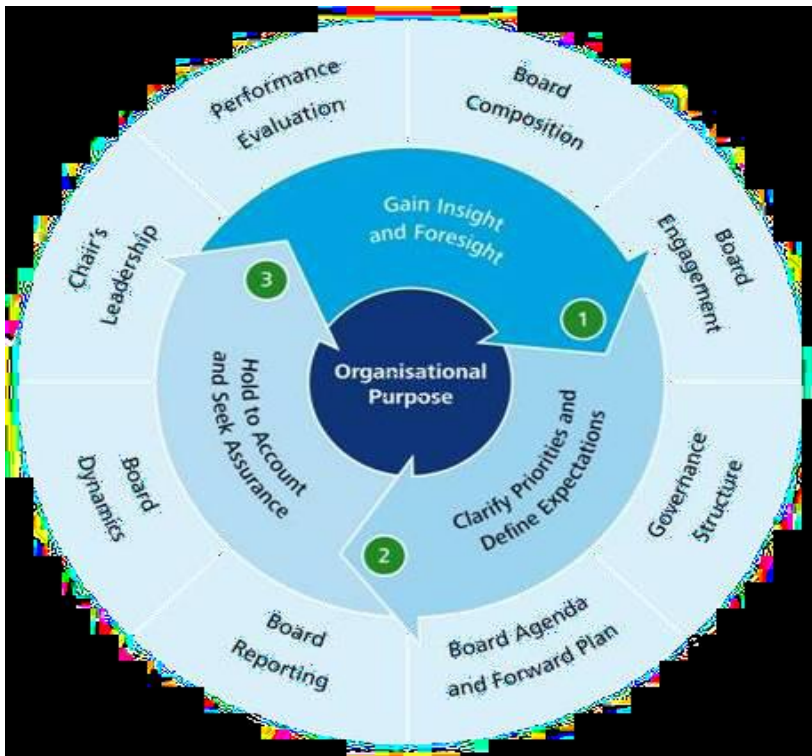 Performance
Evaluation
Board
Composition
Board
Engagement
Governance
Structure
Board Agenda
and Forward Plan
Board
Reporting
Board
Dynamics
Chair's
Leadership
Gain Insight
and Foresight
1
Clarify Priorities and
Define Expectations
2
Hold to Account
and Seek Assurance
3
Organisational
Purpose